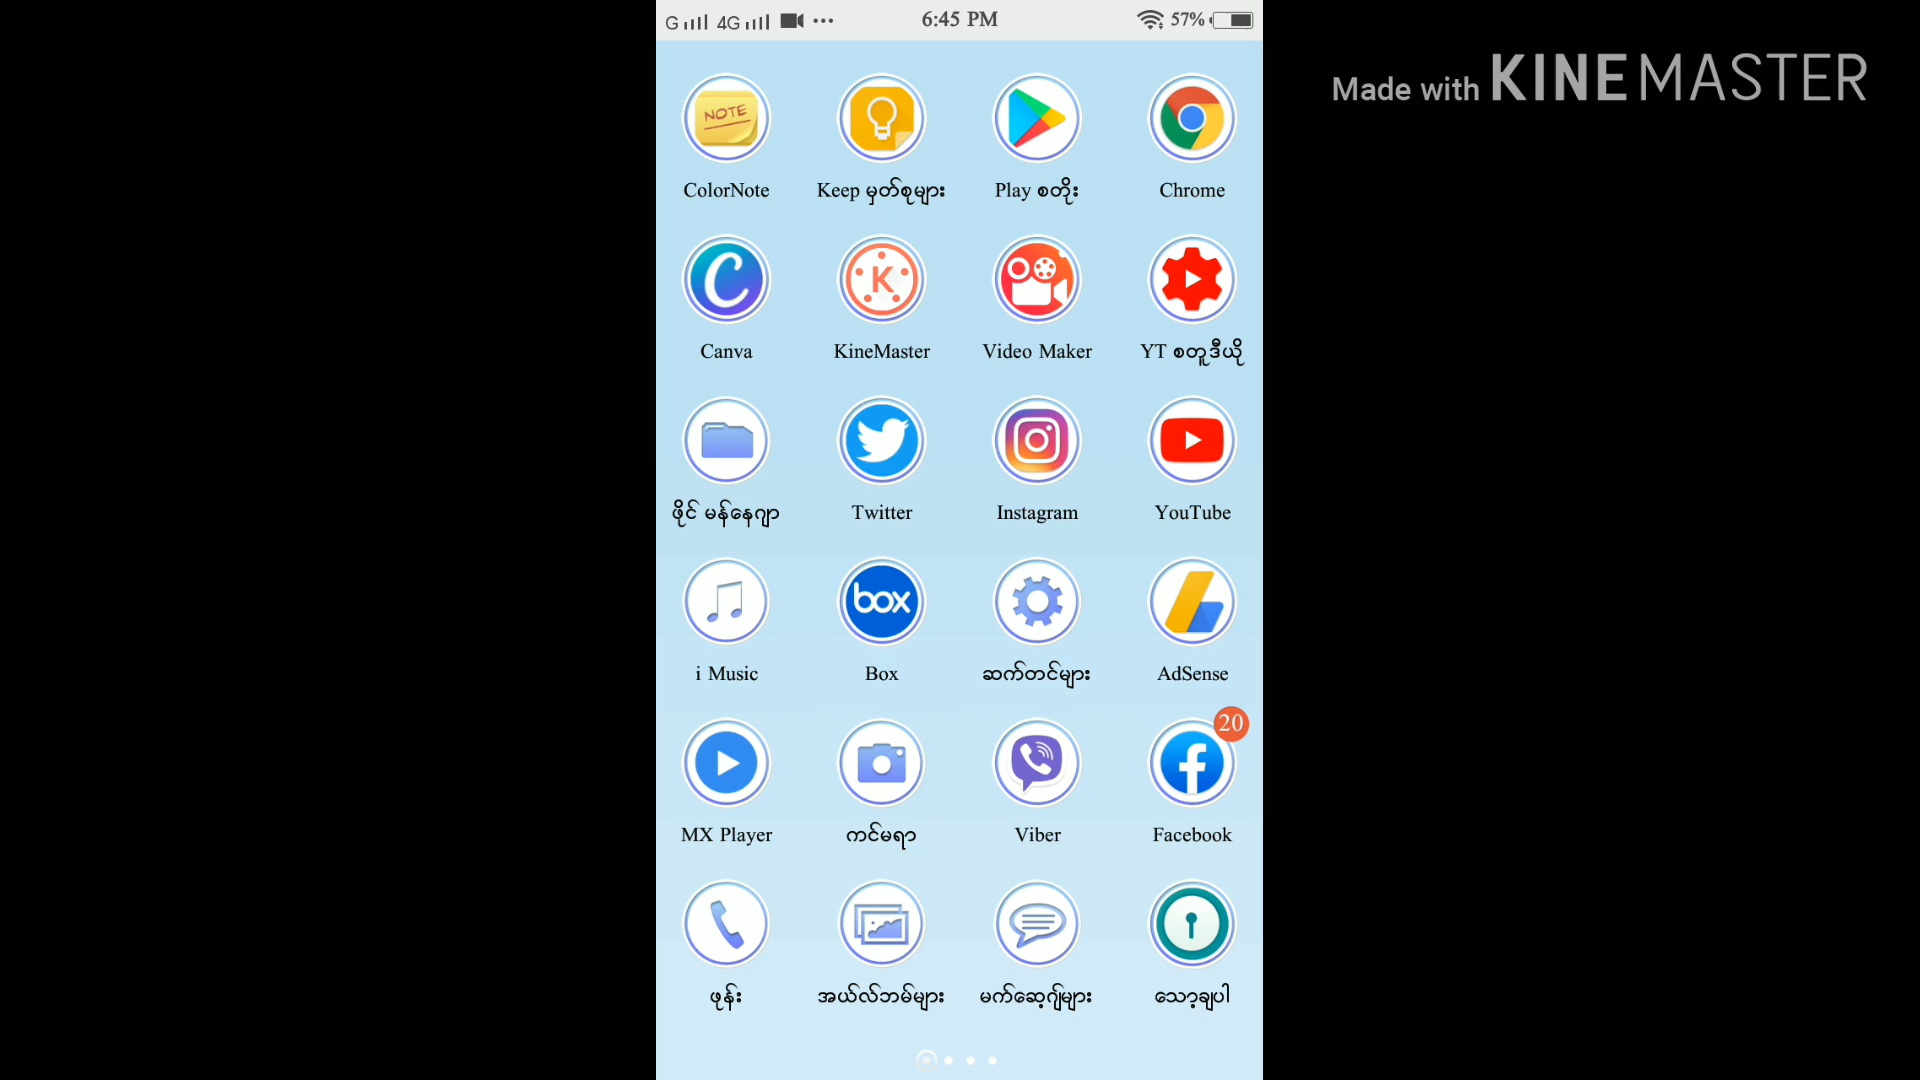 G 4G 6:45 PM 57%
Made with KINEMASTER
NOTE
ColorNote Keep မှတ်စုများ Play စတိုး Chrome
Canva KineMaster Video Maker YT စတူဒီယို
ဖိုင် မန်နေဂျာ Twitter Instagram YouTube
box
i Music Box ဆက်တင်များ AdSense
20
MX Player ကင်မရာ Viber Facebook
ဖုန်း အယ်လ်ဘမ်များ မက်ဆေ့ဂျ်များ သော့ချပါ